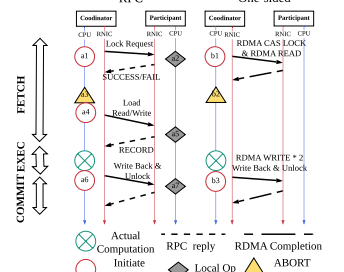 Coodinator
Participant
Coodinator
Participant
CPU
RNIC
RNIC
CPU
CPU
RNIC
RNIC
CPU
Lock Request
a1
a2
SUCCESS/FAIL
a3
Load
Read/Write
a4
a5
RECORD
Write Back &
Unlock
a6
a7
RDMA CAS LOCK
& RDMA READ
b1
b2
RDMA WRITE * 2
Write Back & Unlock
b3
FETCH
EXEC
COMMIT
Actual
Computation
RPC reply
RDMA Completion
Initiate
Local Op
ABORT